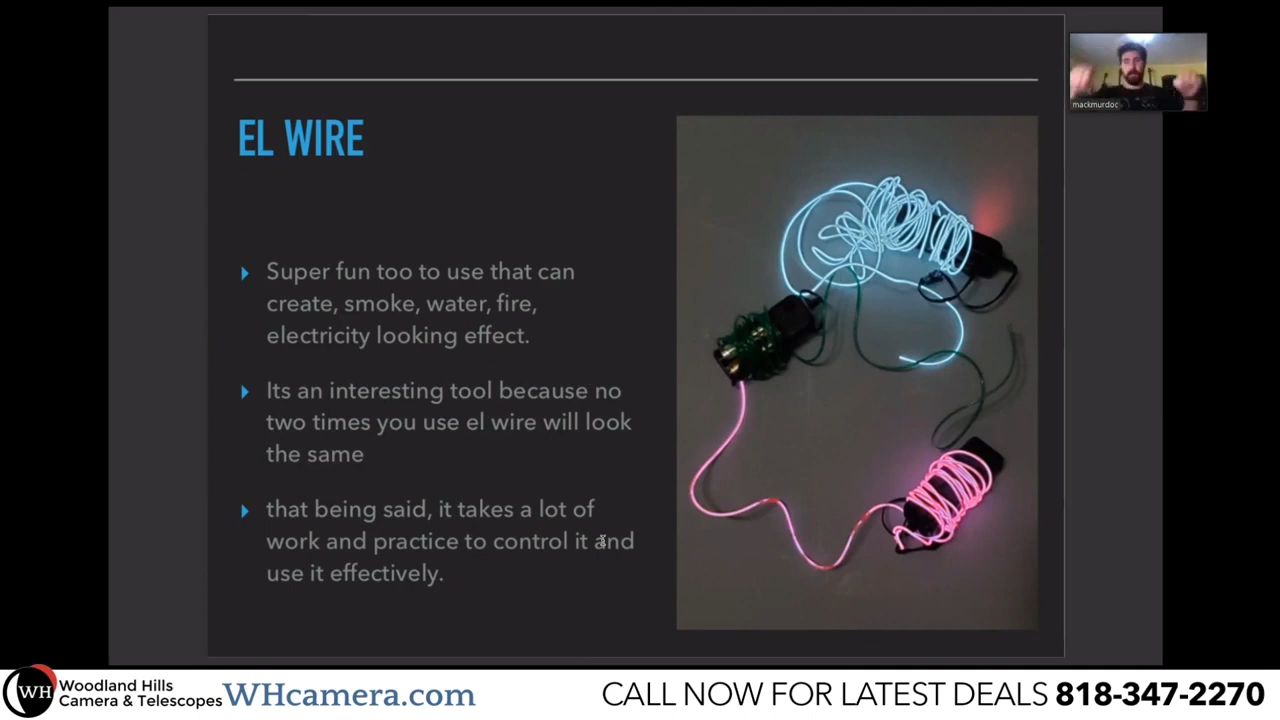 mackmurdoc
EL WIRE
Super fun too to use that can
create, smoke, water, fire,
electricity looking effect.
Its an interesting tool because no
two times you use el wire will look
the same
that being said, it takes a lot of
work and practice to control it and
use it effectively.
WH
Woodland Hills
Camera & Telescopes
WHcamera.com
CALL NOW FOR LATEST DEALS 818-347-2270